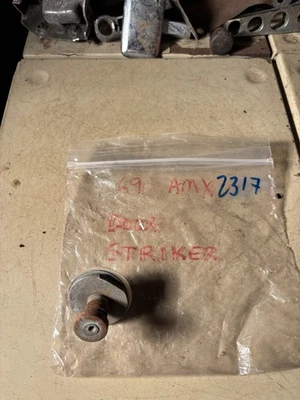 69 AMX 2317
DOOR
STRIKER